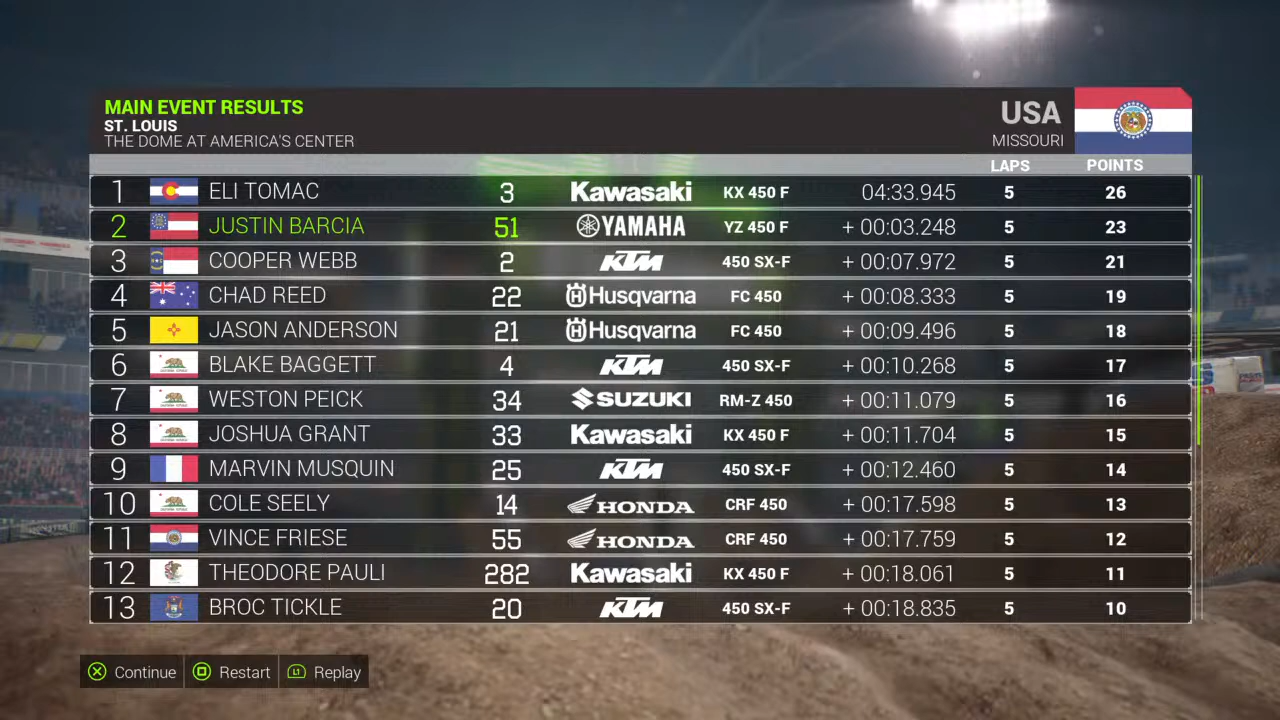 MAIN EVENT RESULTS
ST. LOUIS
THE DOME AT AMERICA'S CENTER
USA
MISSOURI
LAPS POINTS
1 ELI TOMAC 3 Kawasaki KX 450 F 04:33.945 5 26
2 JUSTIN BARCIA 51 YAMAHA YZ 450 F + 00:03.248 5 23
3 COOPER WEBB 2 KTM 450 SX-F + 00:07.972 5 21
4 CHAD REED 22 Husqvarna FC 450 + 00:08.333 5 19
5 JASON ANDERSON 21 Husqvarna FC 450 + 00:09.496 5 18
6 BLAKE BAGGETT 4 KTM 450 SX-F + 00:10.268 5 17
7 WESTON PEICK 34 SUZUKI RM-Z 450 + 00:11.079 5 16
8 JOSHUA GRANT 33 Kawasaki KX 450 F + 00:11.704 5 15
9 MARVIN MUSQUIN 25 KTM 450 SX-F + 00:12.460 5 14
10 COLE SEELY 14 HONDA CRF 450 + 00:17.598 5 13
11 VINCE FRIESE 55 HONDA CRF 450 + 00:17.759 5 12
12 THEODORE PAULI 282 Kawasaki KX 450 F + 00:18.061 5 11
13 BROC TICKLE 20 KTM 450 SX-F + 00:18.835 5 10
Continue Restart L1 Replay